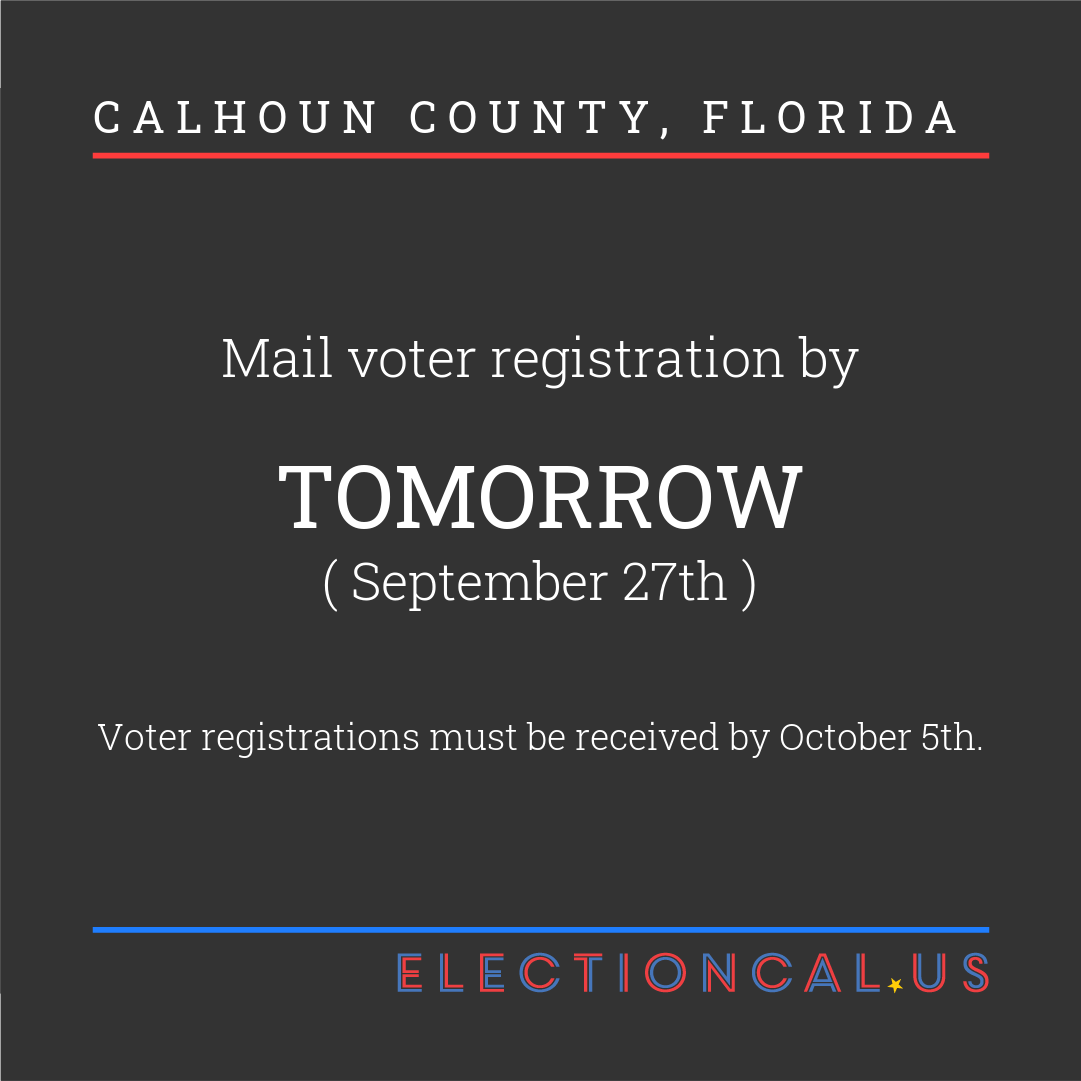 CALHOUN COUNTY, FLORIDA
Mail voter registration by
TOMORROW
( September 27th )
Voter registrations must be received by October 5th.
ELECTIONCAL.US